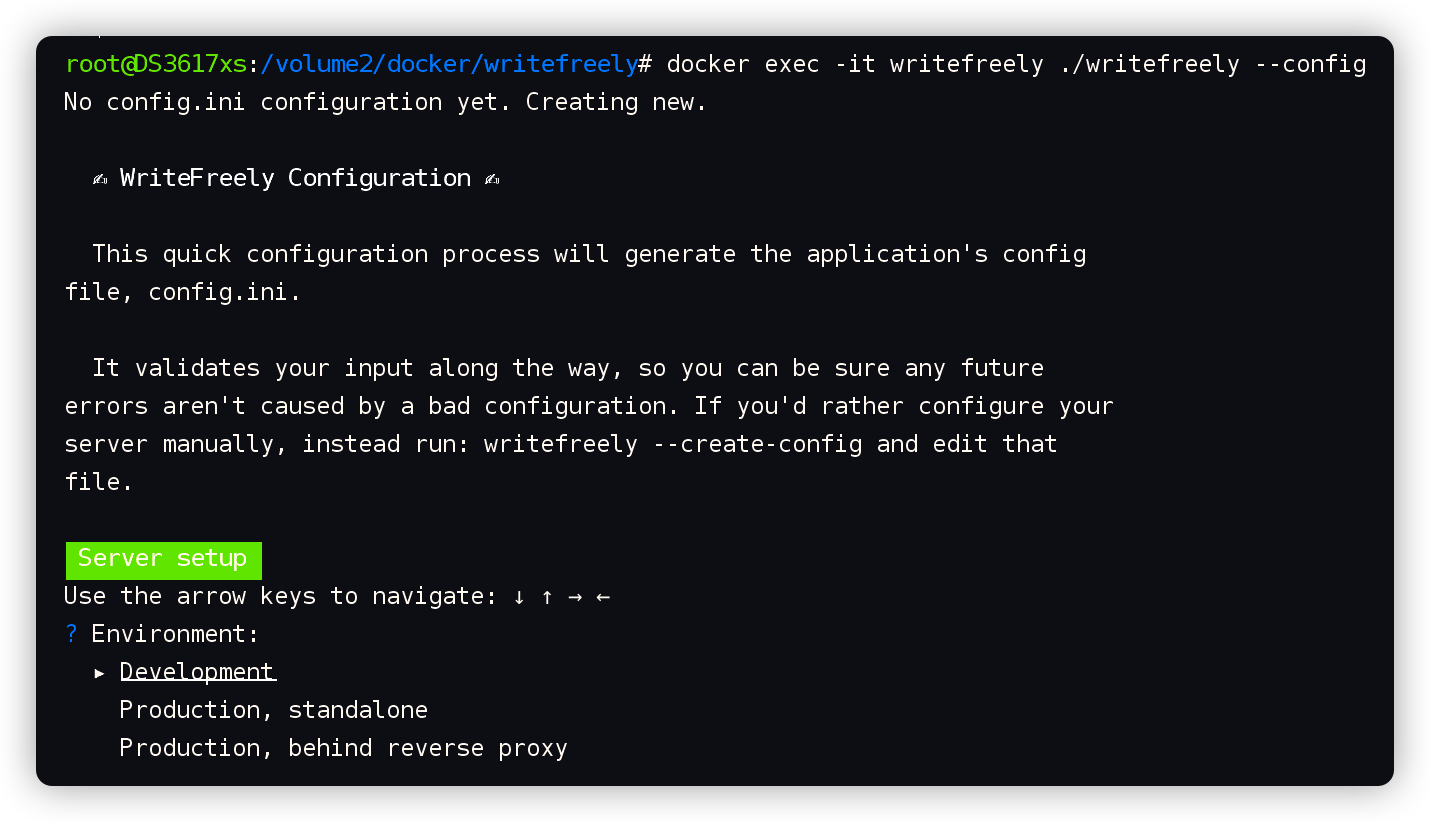 root@DS3617xs:/volume2/docker/writefreely# docker exec -it writefreely ./writefreely --config
No config.ini configuration yet. Creating new.
✍ WriteFreely Configuration ✍
This quick configuration process will generate the application's config
file, config.ini.
It validates your input along the way, so you can be sure any future
errors aren't caused by a bad configuration. If you'd rather configure your
server manually, instead run: writefreely --create-config and edit that
file.
Server setup
Use the arrow keys to navigate: ↓ ↑ → ←
? Environment:
▸ Development
Production, standalone
Production, behind reverse proxy